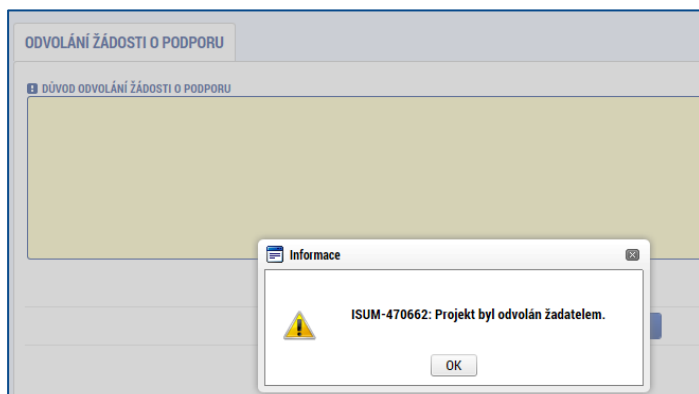 ODVOLÁNÍ ŽÁDOSTI O PODPORU
DŮVOD ODVOLÁNÍ ŽÁDOSTI O PODPORU
Informace
ISUM-470662: Projekt byl odvolán žadatelem.
OK